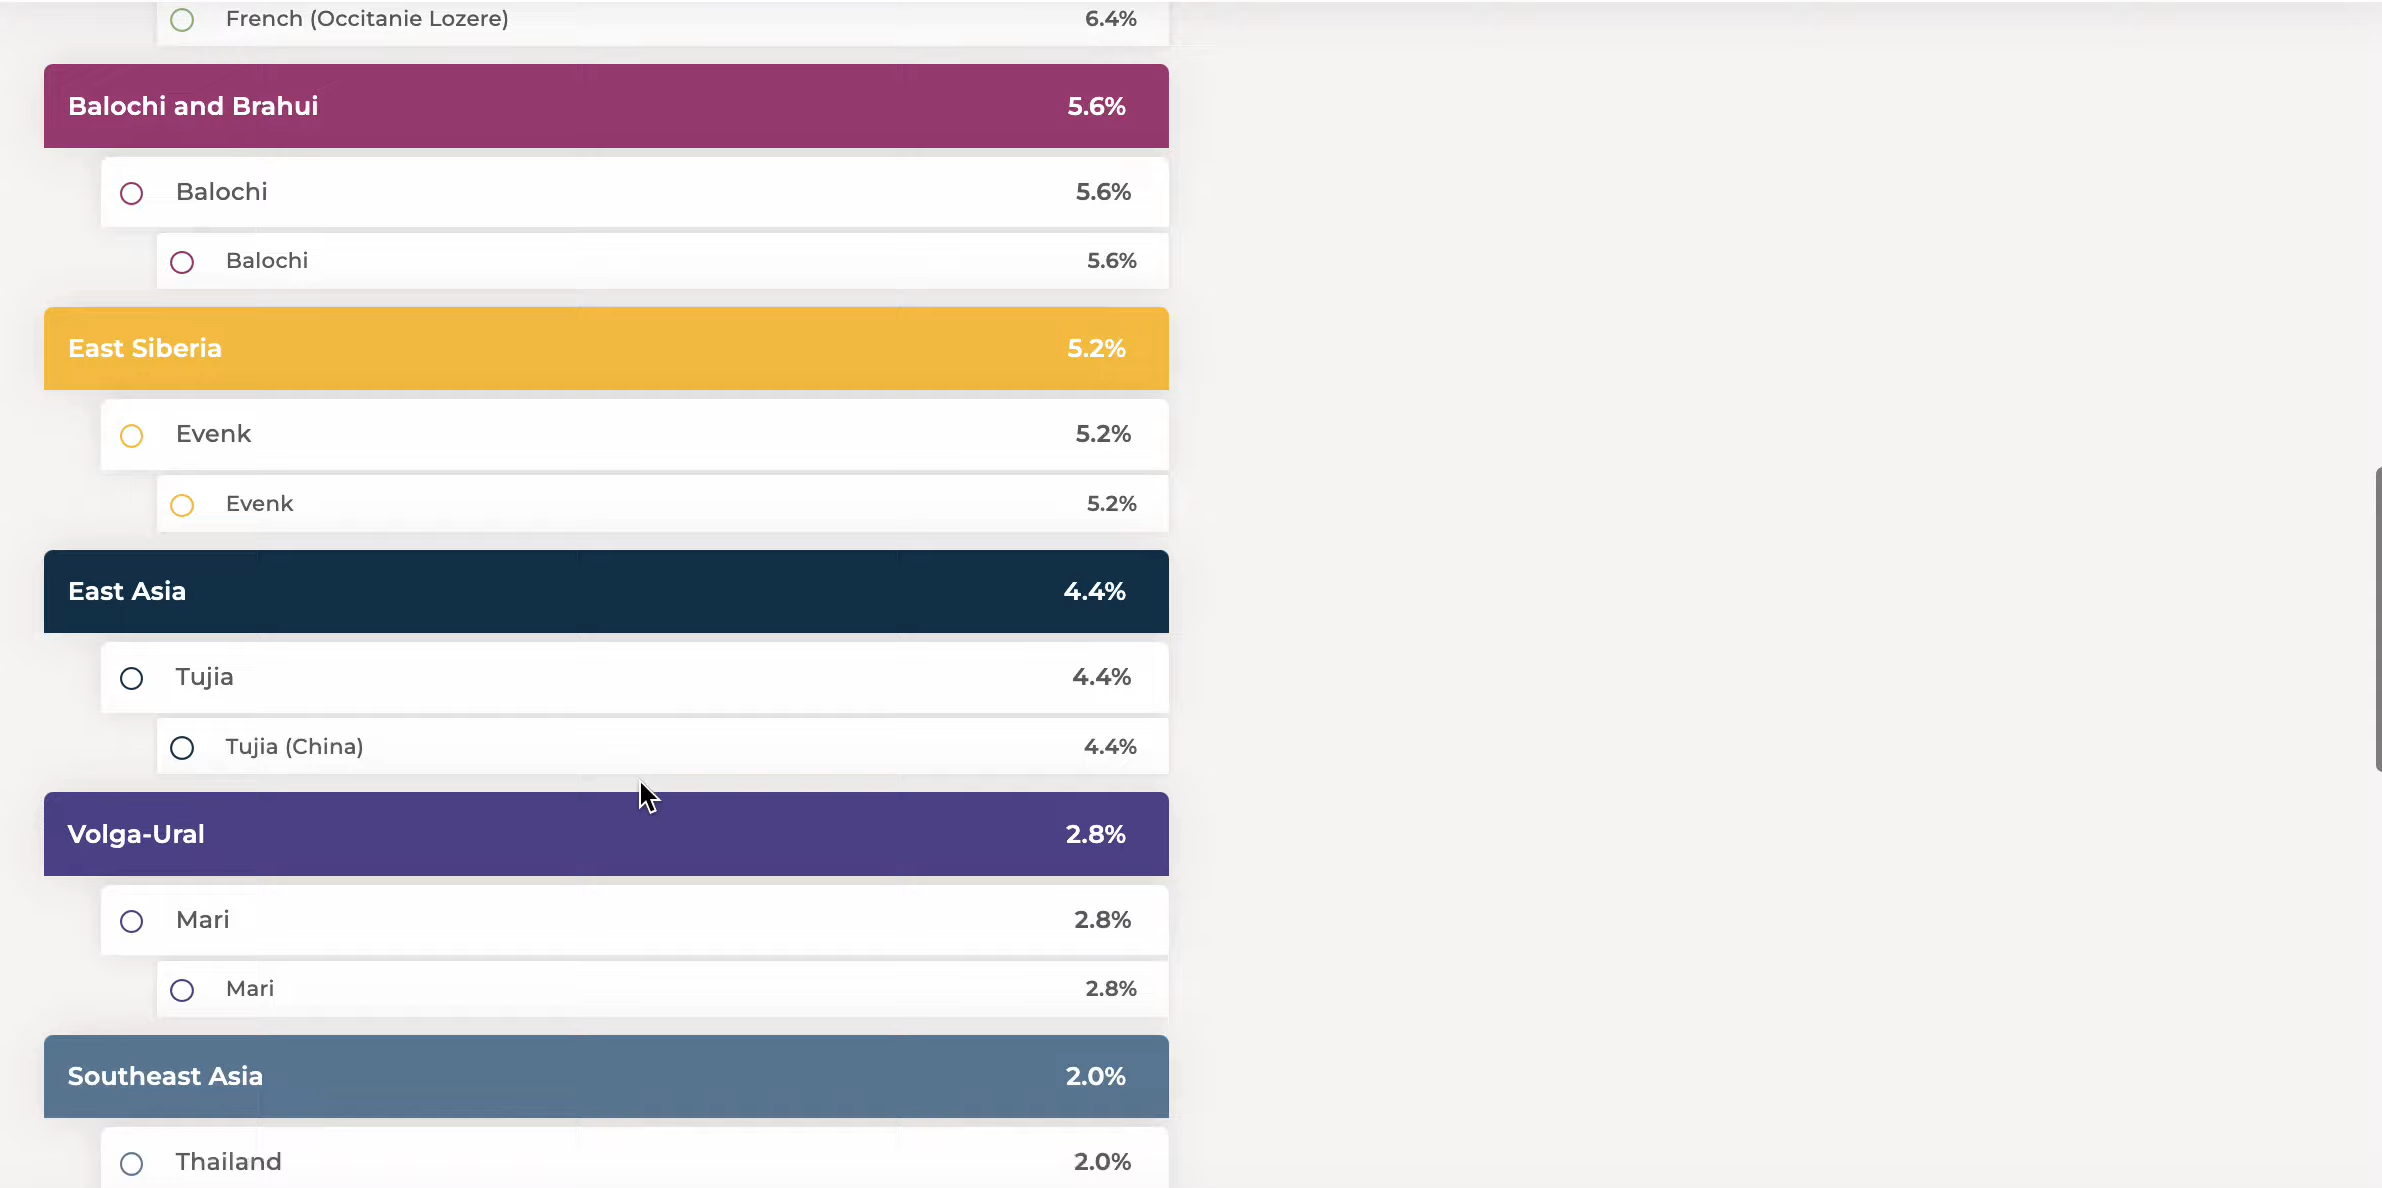 French (Occitanie Lozere) 6.4%
Balochi and Brahui 5.6%
Balochi 5.6%
Balochi 5.6%
East Siberia 5.2%
Evenk 5.2%
Evenk 5.2%
East Asia 4.4%
Tujia 4.4%
Tujia (China) 4.4%
Volga-Ural 2.8%
Mari 2.8%
Mari 2.8%
Southeast Asia 2.0%
Thailand 2.0%